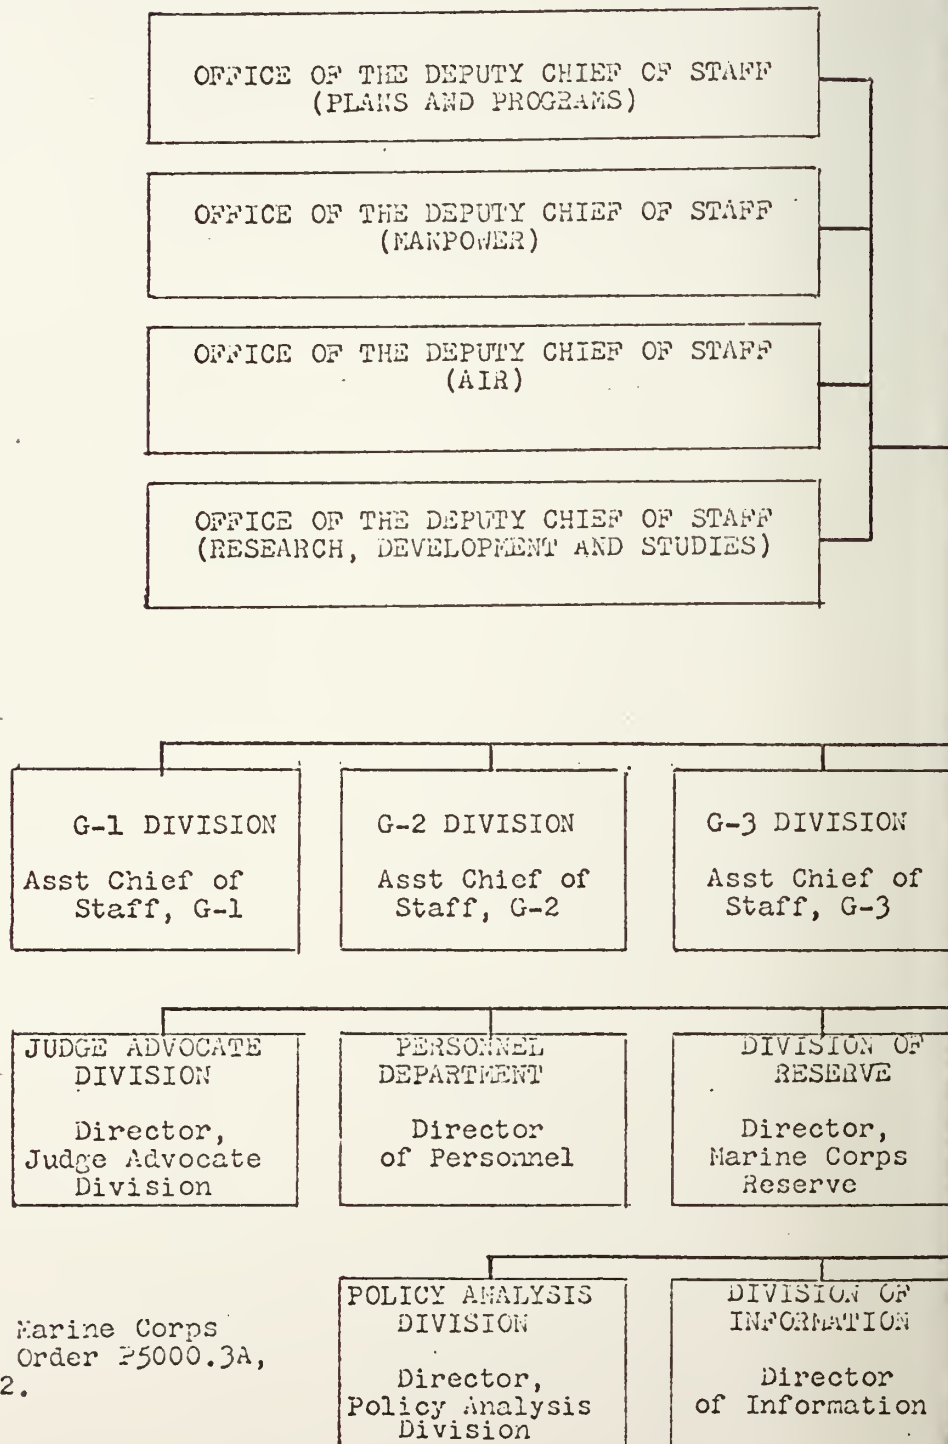 OFFICE OF THE DEPUTY CHIEF OF STAFF
(PLANS AND PROGRAMS)
OFFICE OF THE DEPUTY CHIEF OF STAFF
(MANPOWER)
OFFICE OF THE DEPUTY CHIEF OF STAFF
(AIR)
OFFICE OF THE DEPUTY CHIEF OF STAFF
(RESEARCH, DEVELOPMENT AND STUDIES)
G-1 DIVISION
Asst Chief of
Staff, G-1
G-2 DIVISION
Asst Chief of
Staff, G-2
G-3 DIVISION
Asst Chief of
Staff, G-3
JUDGE ADVOCATE
DIVISION
Director,
Judge Advocate
Division
PERSONNEL
DEPARTMENT
Director
of Personnel
DIVISION OF
RESERVE
Director,
Marine Corps
Reserve
POLICY ANALYSIS
DIVISION
Director,
Policy Analysis
Division
DIVISION OF
INFORMATION
Director
of Information
Marine Corps
Order P5000.3A,
2.